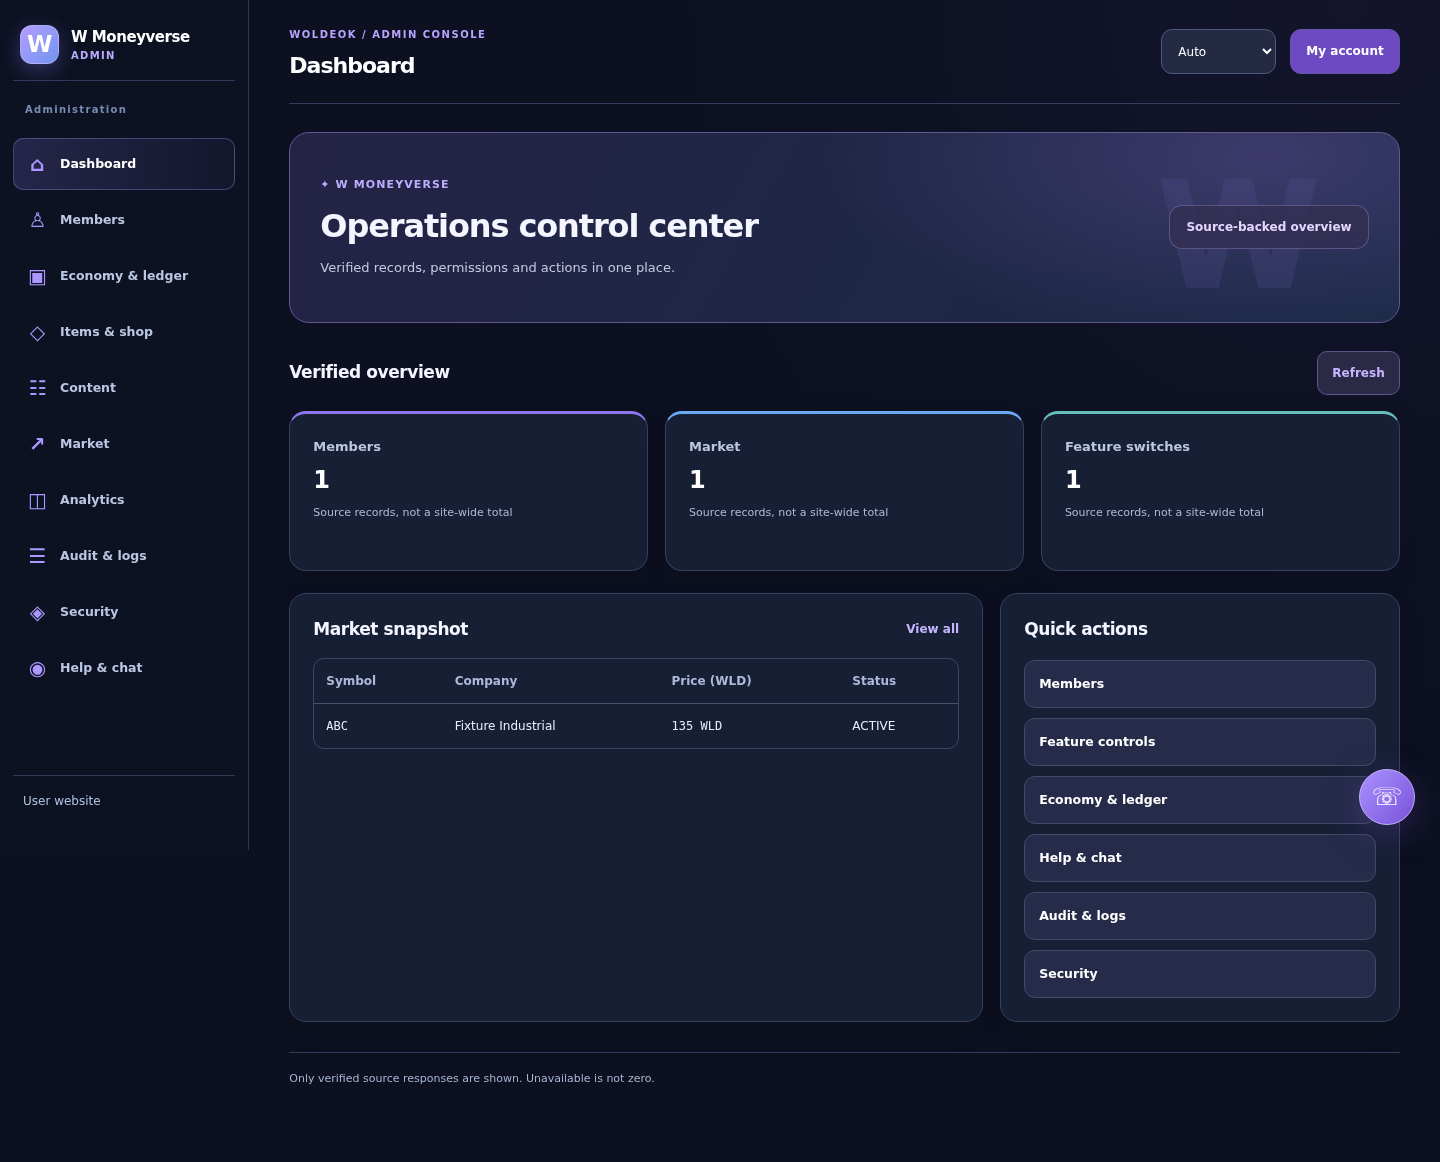 W
W Moneyverse
ADMIN
Administration
Dashboard
Members
Economy & ledger
Items & shop
Content
Market
Analytics
Audit & logs
Security
Help & chat
User website
WOLDEOK / ADMIN CONSOLE
Dashboard
Auto
My account
W MONEYVERSE
Operations control center
Verified records, permissions and actions in one place.
W
Source-backed overview
Verified overview
Refresh
Members
1
Source records, not a site-wide total
Market
1
Source records, not a site-wide total
Feature switches
1
Source records, not a site-wide total
Market snapshot
View all
Symbol Company Price (WLD) Status
ABC Fixture Industrial 135 WLD ACTIVE
Quick actions
Members
Feature controls
Economy & ledger
Help & chat
Audit & logs
Security
Only verified source responses are shown. Unavailable is not zero.